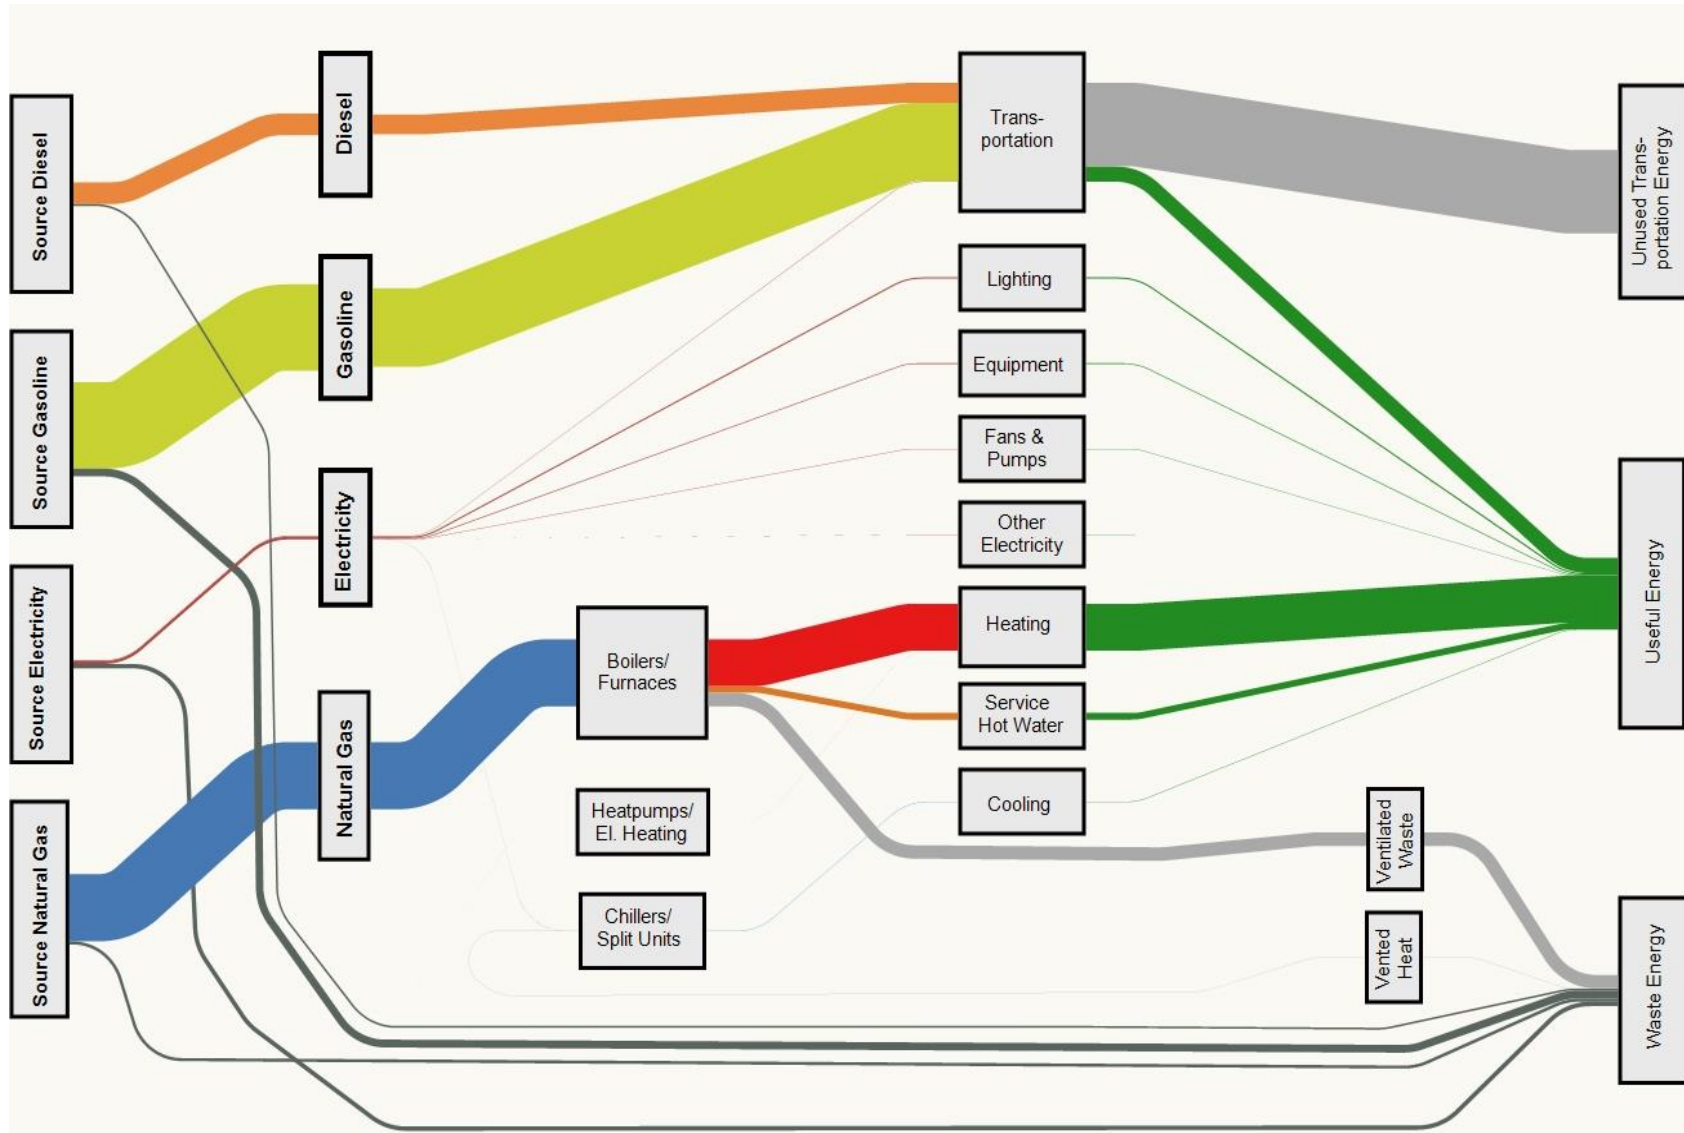 Source Diesel
Source Gasoline
Source Electricity
Source Natural Gas
Diesel
Gasoline
Electricity
Natural Gas
Boilers/
Furnaces
Heatpumps/
El. Heating
Chillers/
Split Units
Trans-
portation
Lighting
Equipment
Fans &
Pumps
Other
Electricity
Heating
Service
Hot Water
Cooling
Ventilated
Waste
Vented
Heat
Unused Trans-
portation Energy
Useful Energy
Waste Energy